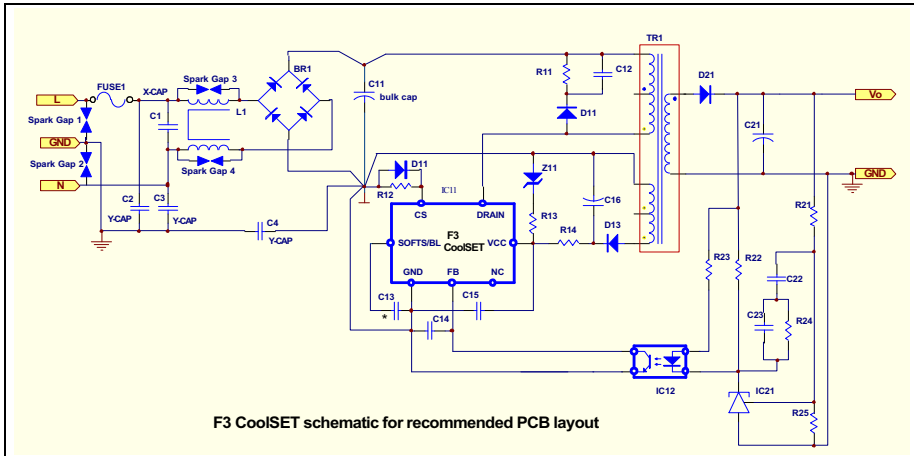 TR1
BR1
Spark Gap 3
R11
C12
D21
FUSE1
X-CAP
C11
bulk cap
L
L1
Vo
Spark Gap 1
C1
D11
C21
GND
Spark Gap 2
Spark Gap 4
D11
Z11
N
R12
IC11
C16
GND
CS
DRAIN
C2
C3
R21
Y-CAP
Y-CAP
C4
F3
CoolSET
R13
D13
SOFTS/BL
VCC
R14
Y-CAP
R23
R22
GND
FB
NC
C22
C13
C15
*
C14
C23
R24
IC12
IC21
R25
F3 CoolSET schematic for recommended PCB layout